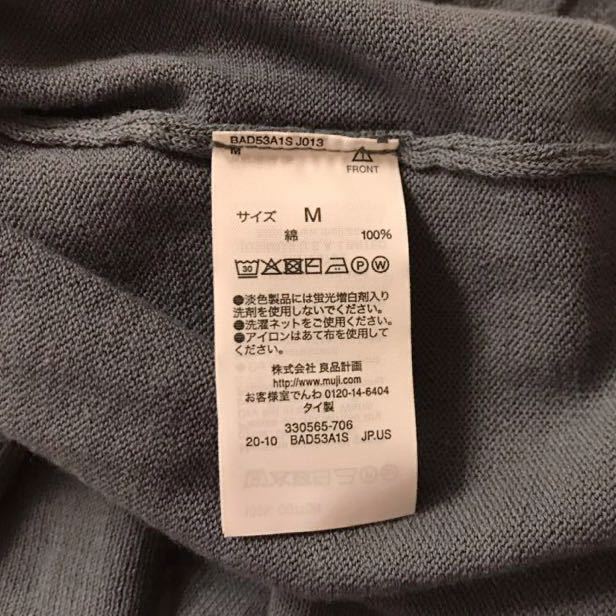 BAD53A1S J013
M
FRONT
サイズ M
綿 100%
30 P W
●淡色製品には蛍光増白剤入り
洗剤を使用しないでください。
●洗濯ネットをご使用ください。
●アイロンはあて布を使用して
ください。
株式会社 良品計画
http://www.muji.com
お客様室でんわ 0120-14-6404
タイ製
330565-706
20-10 BAD53A1S JP.US